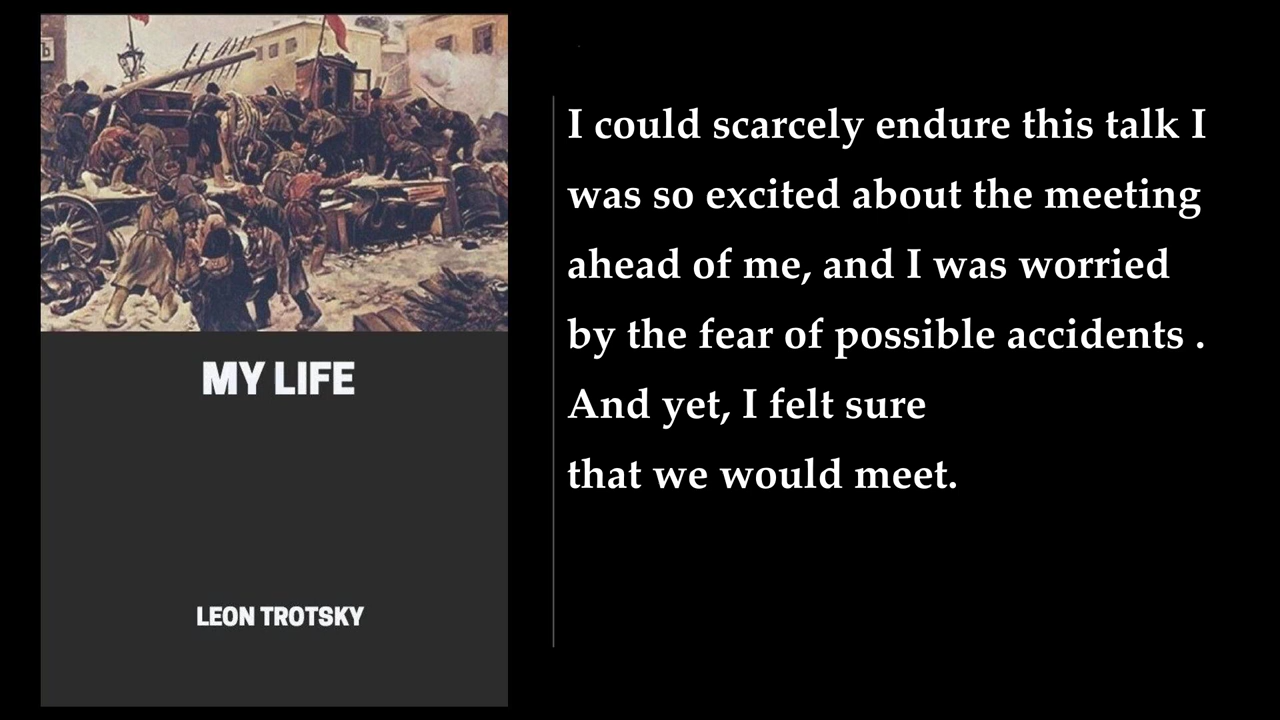 MY LIFE
LEON TROTSKY
I could scarcely endure this talk I
was so excited about the meeting
ahead of me, and I was worried
by the fear of possible accidents .
And yet, I felt sure
that we would meet.